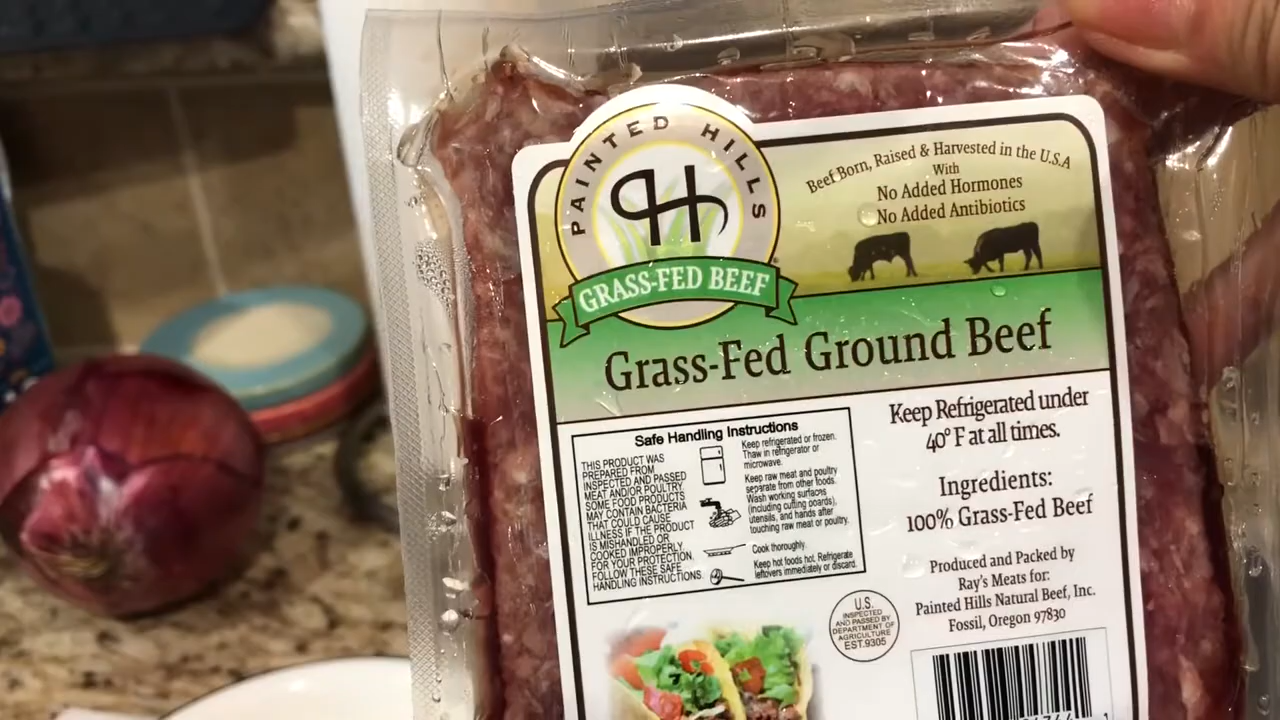 PAINTED HILLS
GRASS-FED BEEF
Beef Born, Raised & Harvested in the U.S.A
With
No Added Hormones
No Added Antibiotics
Grass-Fed Ground Beef
Safe Handling Instructions
THIS PRODUCT WAS
PREPARED FROM
INSPECTED AND PASSED
MEAT AND/OR POULTRY
SOME FOOD PRODUCTS
MAY CONTAIN BACTERIA
THAT COULD CAUSE
ILLNESS IF THE PRODUCT
IS MISHANDLED OR
COOKED IMPROPERLY
FOR YOUR PROTECTION,
FOLLOW THESE SAFE
HANDLING INSTRUCTIONS.
Keep refrigerated or frozen.
Thaw in refrigerator or
microwave.
Keep raw meat and poultry
separate from other foods.
Wash working surfaces
(including cutting boards),
utensils, and hands after
touching raw meat or poultry.
Cook thoroughly.
Keep hot foods hot. Refrigerate
leftovers immediately or discard.
Keep Refrigerated under
40° F at all times.
Ingredients:
100% Grass-Fed Beef
Produced and Packed by
Ray's Meats for:
Painted Hills Natural Beef, Inc.
Fossil, Oregon 97830
U.S.
INSPECTED
AND PASSED BY
DEPARTMENT OF
AGRICULTURE
EST.9305